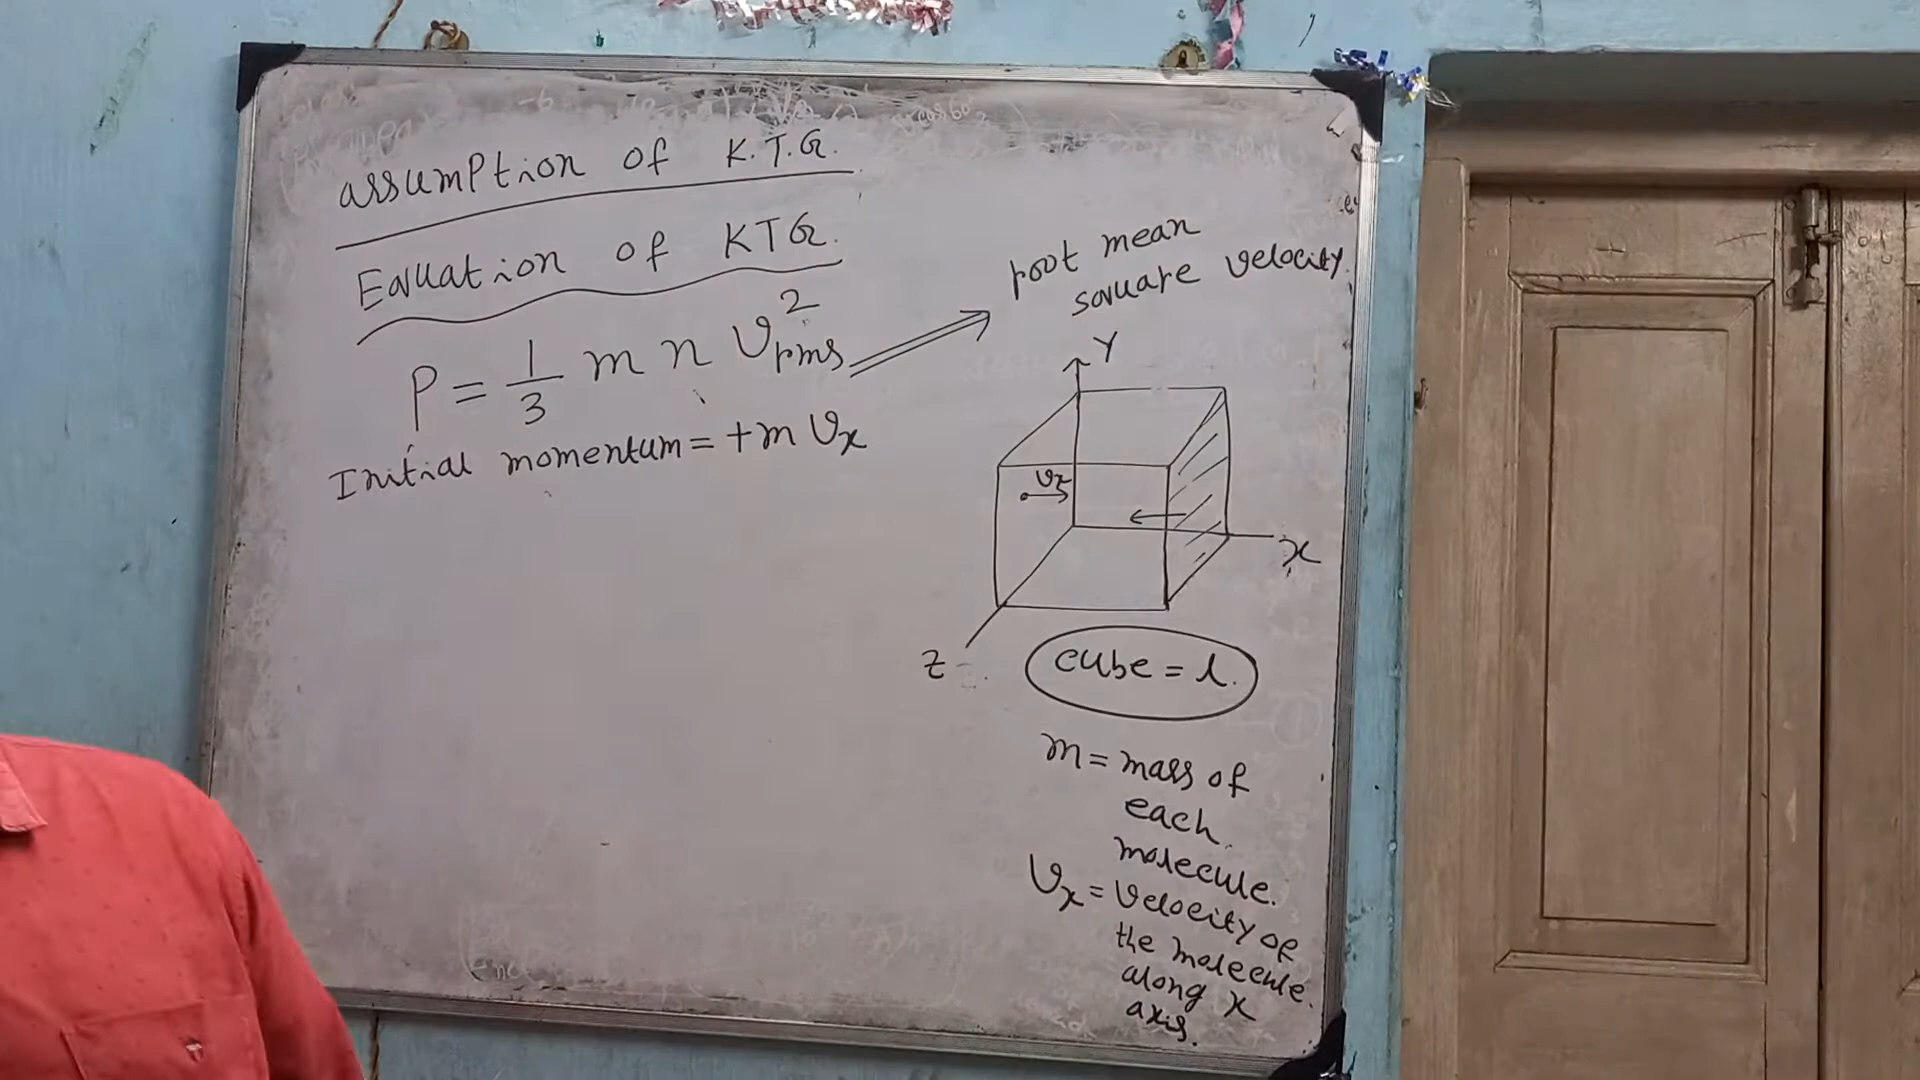 assumption of K.T.G.
Equation of KTG.
P = 1/3 m n v²rms
root mean
square velocity.
Initial momentum = +m vx
Y
vx
x
Z
cube = l.
m = mass of
each
molecule.
vx = velocity of
the molecule.
along x
axis.